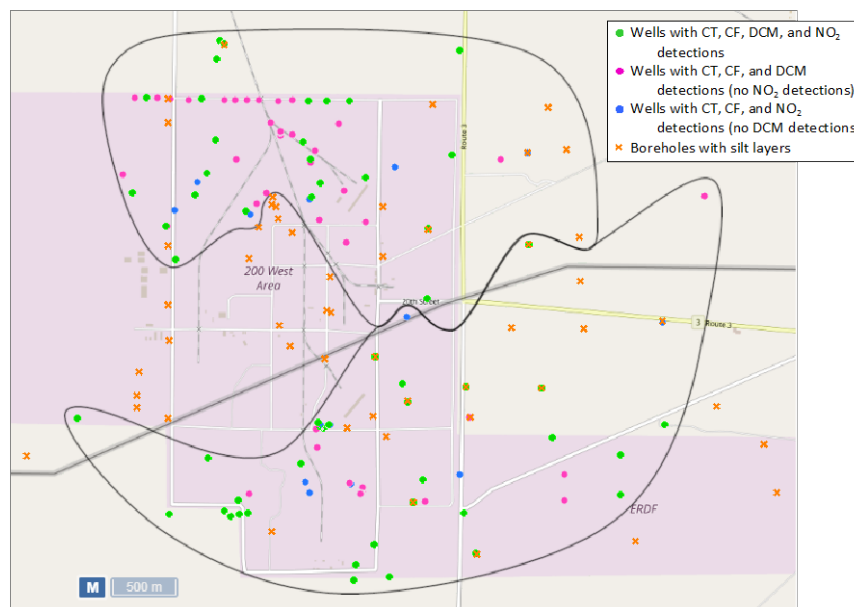 Wells with CT, CF, DCM, and NO2
detections
Wells with CT, CF, and DCM
detections (no NO2 detections)
Wells with CT, CF, and NO2
detections (no DCM detections
Boreholes with silt layers
Route 3
200 West
Area
20th Street
3 Route 3
ERDF
M 500 m